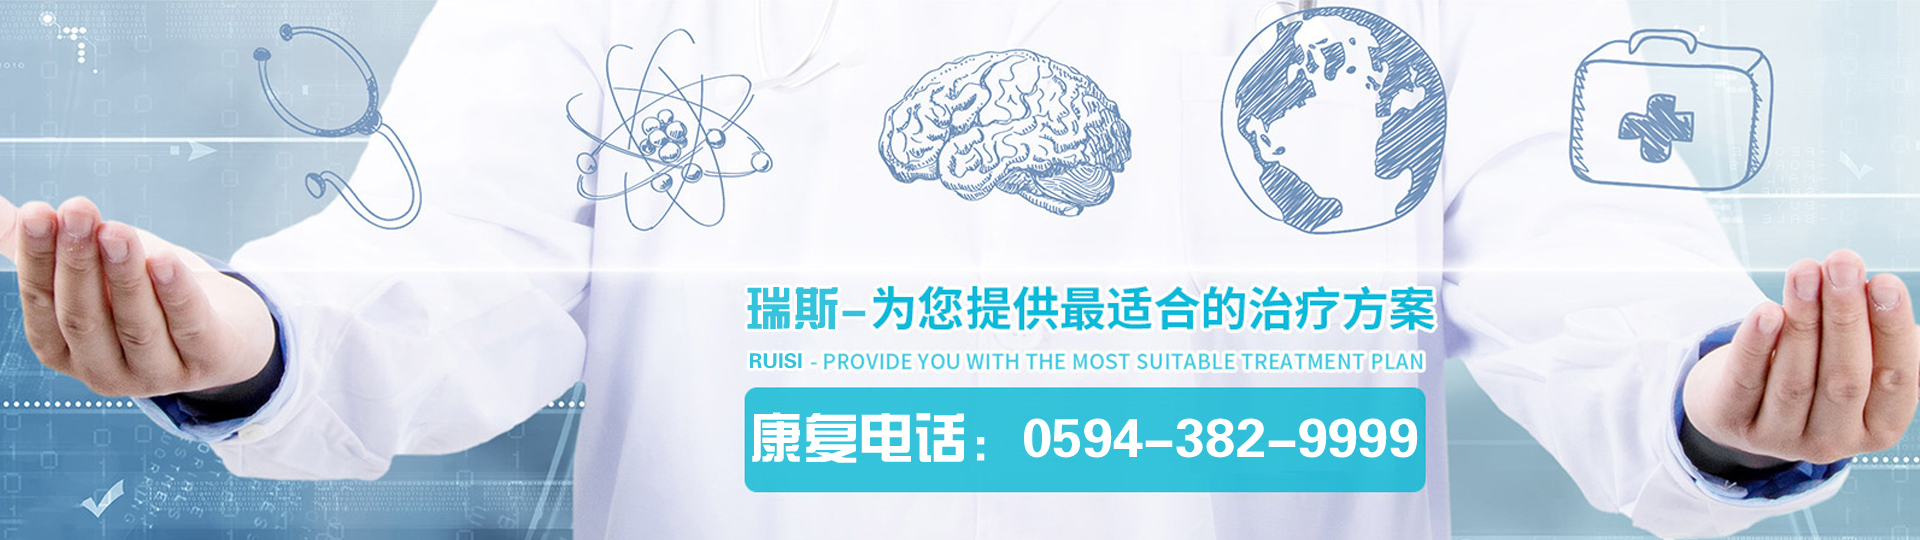 瑞斯-为您提供最适合的治疗方案
RUISI - PROVIDE YOU WITH THE MOST SUITABLE TREATMENT PLAN
康复电话：0594-382-9999